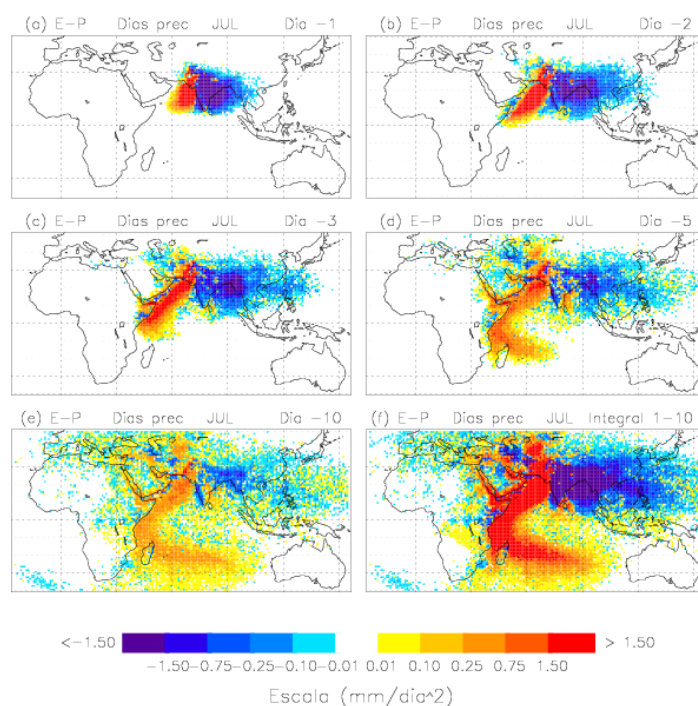 (a) E-P Dias prec JUL Dia -1
(b) E-P Dias prec JUL Dia -2
(c) E-P Dias prec JUL Dia -3
(d) E-P Dias prec JUL Dia -5
(e) E-P Dias prec JUL Dia -10
(f) E-P Dias prec JUL Integral 1-10
<-1.50 > 1.50
-1.50-0.75-0.25-0.10-0.01 0.01 0.10 0.25 0.75 1.50
Escala (mm/dia^2)